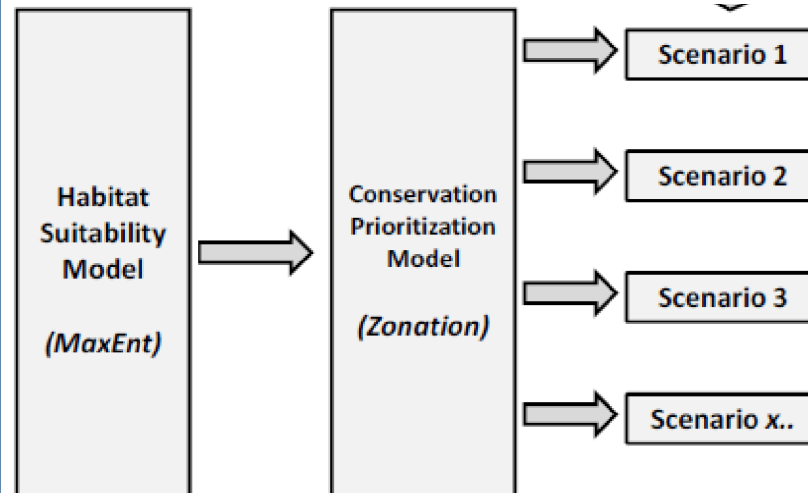 Habitat
Suitability
Model
(MaxEnt)
Conservation
Prioritization
Model
(Zonation)
Scenario 1
Scenario 2
Scenario 3
Scenario x..